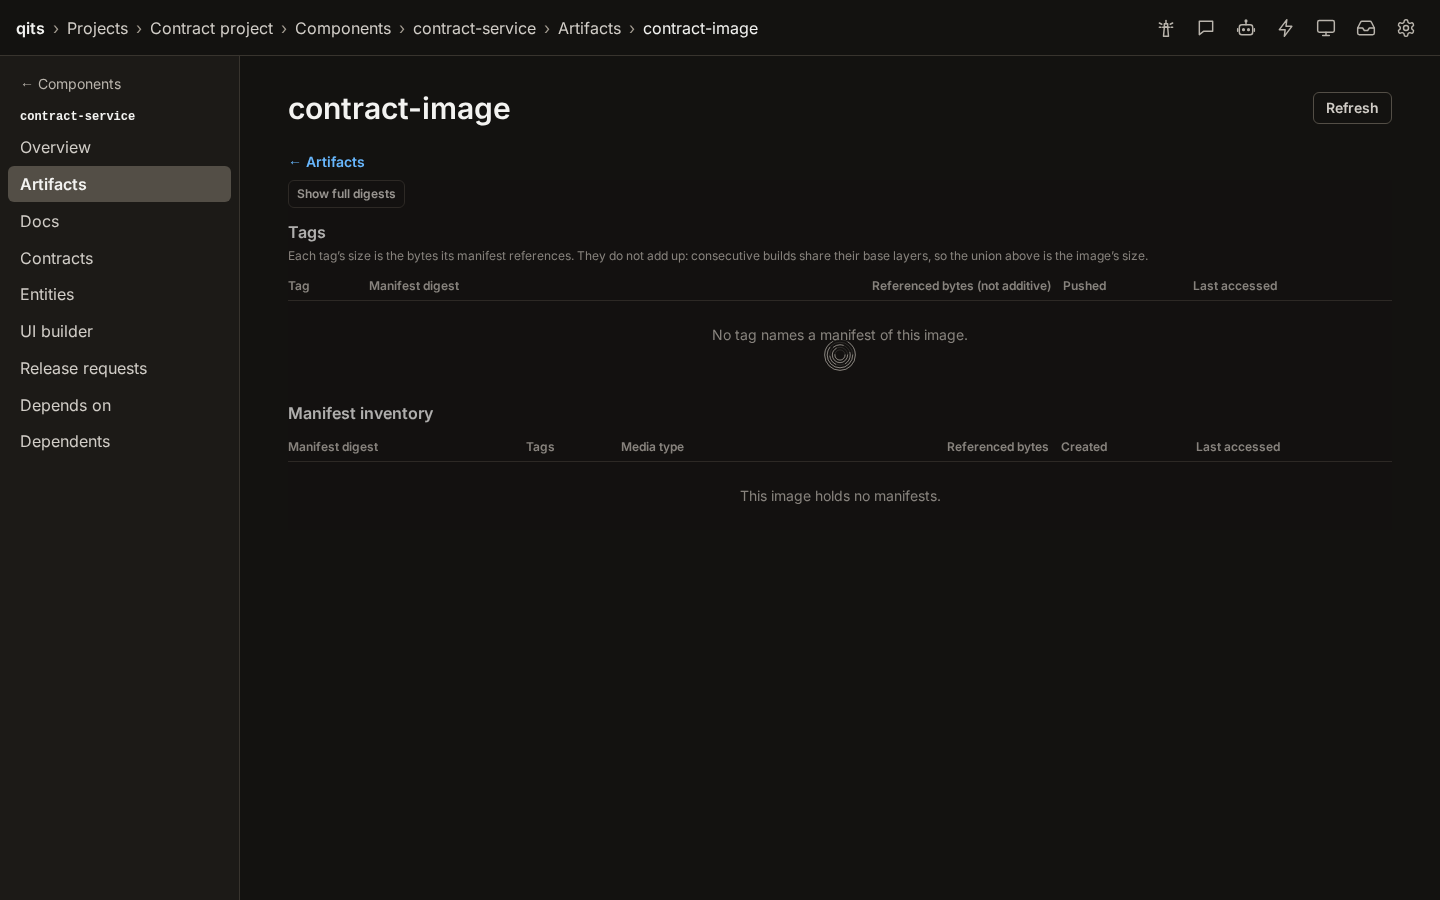 qits › Projects › Contract project › Components › contract-service › Artifacts › contract-image
← Components
contract-service
Overview
Artifacts
Docs
Contracts
Entities
UI builder
Release requests
Depends on
Dependents
contract-image
Refresh
← Artifacts
Show full digests
Tags
Each tag’s size is the bytes its manifest references. They do not add up: consecutive builds share their base layers, so the union above is the image’s size.
Tag Manifest digest Referenced bytes (not additive) Pushed Last accessed
No tag names a manifest of this image.
Manifest inventory
Manifest digest Tags Media type Referenced bytes Created Last accessed
This image holds no manifests.